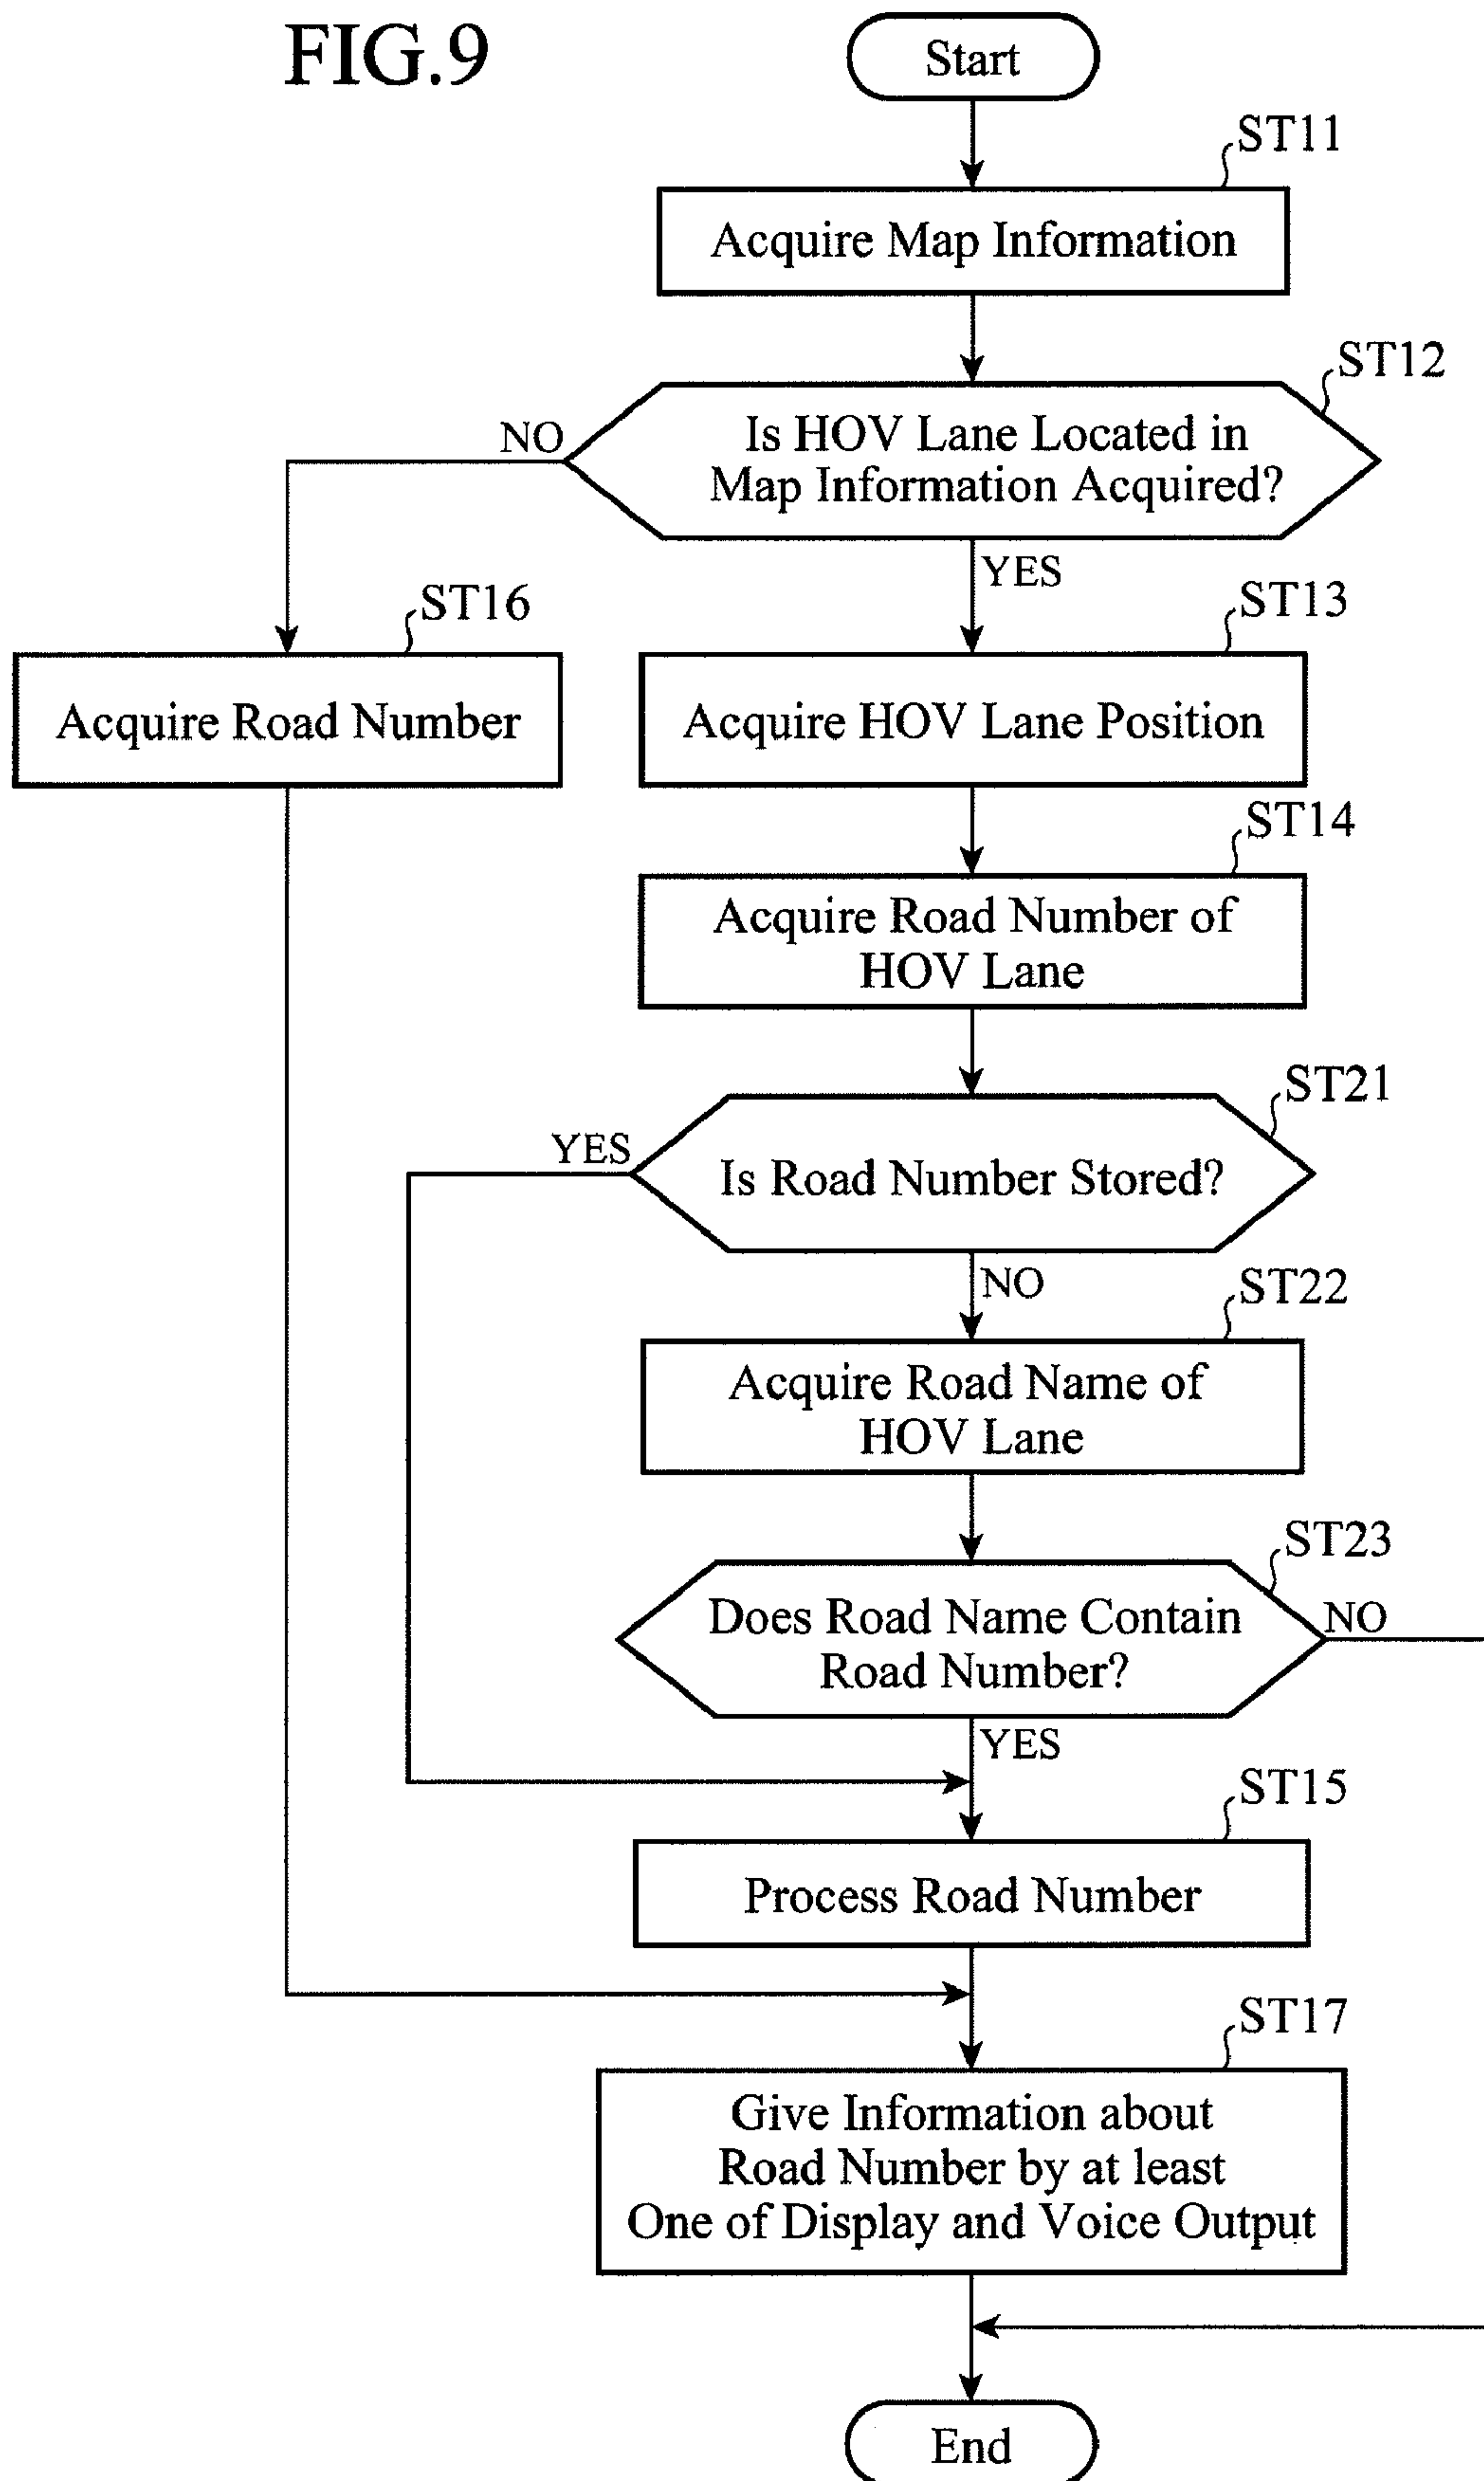 FIG.9
Start
ST11
Acquire Map Information
ST12
Is HOV Lane Located in
Map Information Acquired?
NO
YES
ST16
Acquire Road Number
ST13
Acquire HOV Lane Position
ST14
Acquire Road Number of
HOV Lane
ST21
YES
Is Road Number Stored?
NO
ST22
Acquire Road Name of
HOV Lane
ST23
Does Road Name Contain
Road Number?
NO
YES
ST15
Process Road Number
ST17
Give Information about
Road Number by at least
One of Display and Voice Output
End